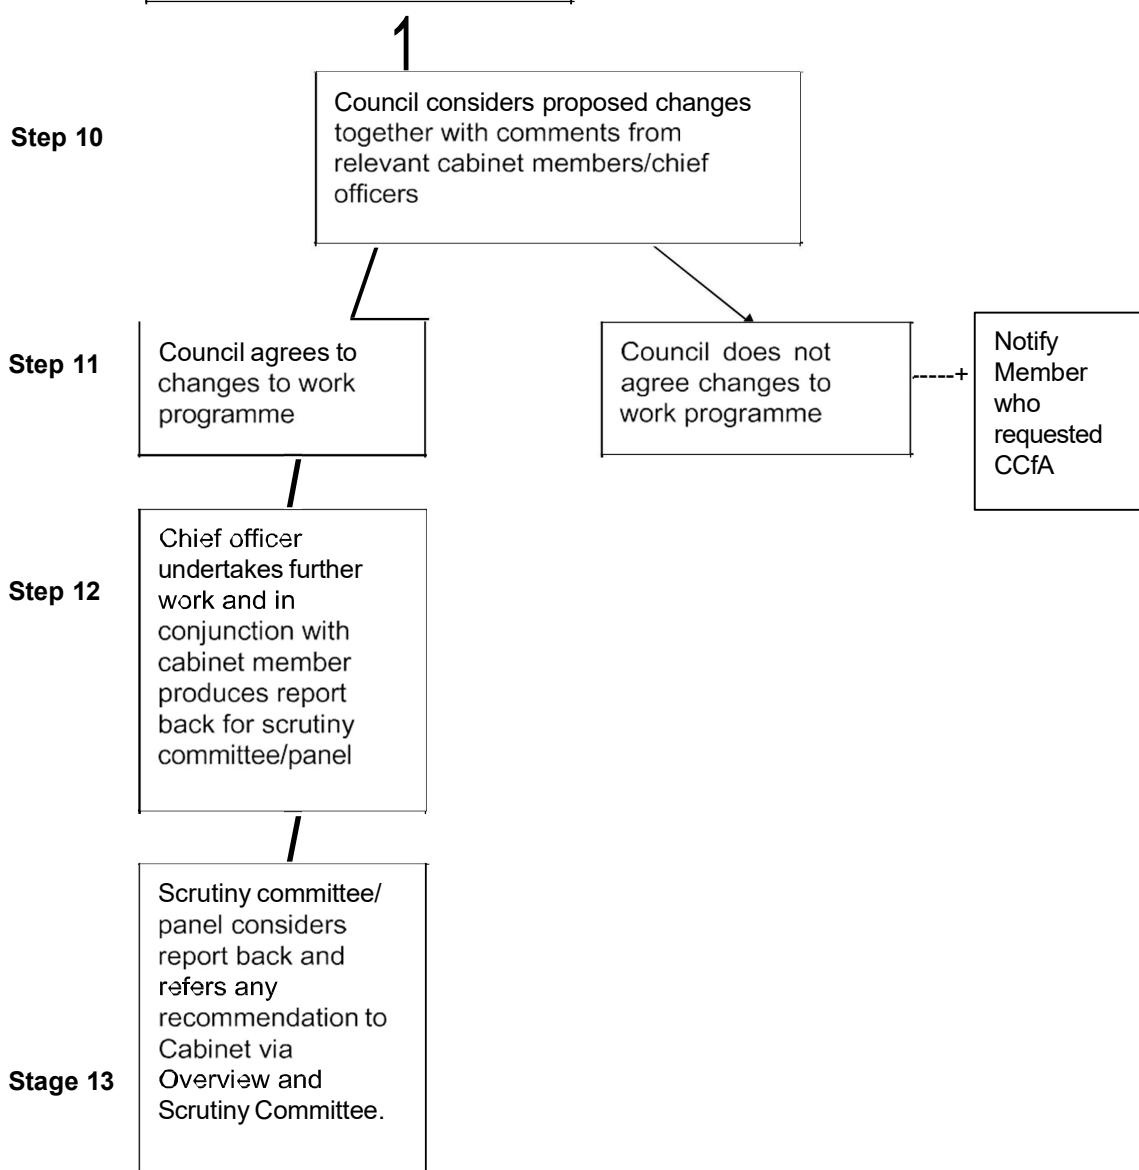 Step 10
Council considers proposed changes
together with comments from
relevant cabinet members/chief
officers
Step 11
Council agrees to
changes to work
programme
Council does not
agree changes to
work programme
Notify
Member
who
requested
CCfA
Step 12
Chief officer
undertakes further
work and in
conjunction with
cabinet member
produces report
back for scrutiny
committee/panel
Stage 13
Scrutiny committee/
panel considers
report back and
refers any
recommendation to
Cabinet via
Overview and
Scrutiny Committee.